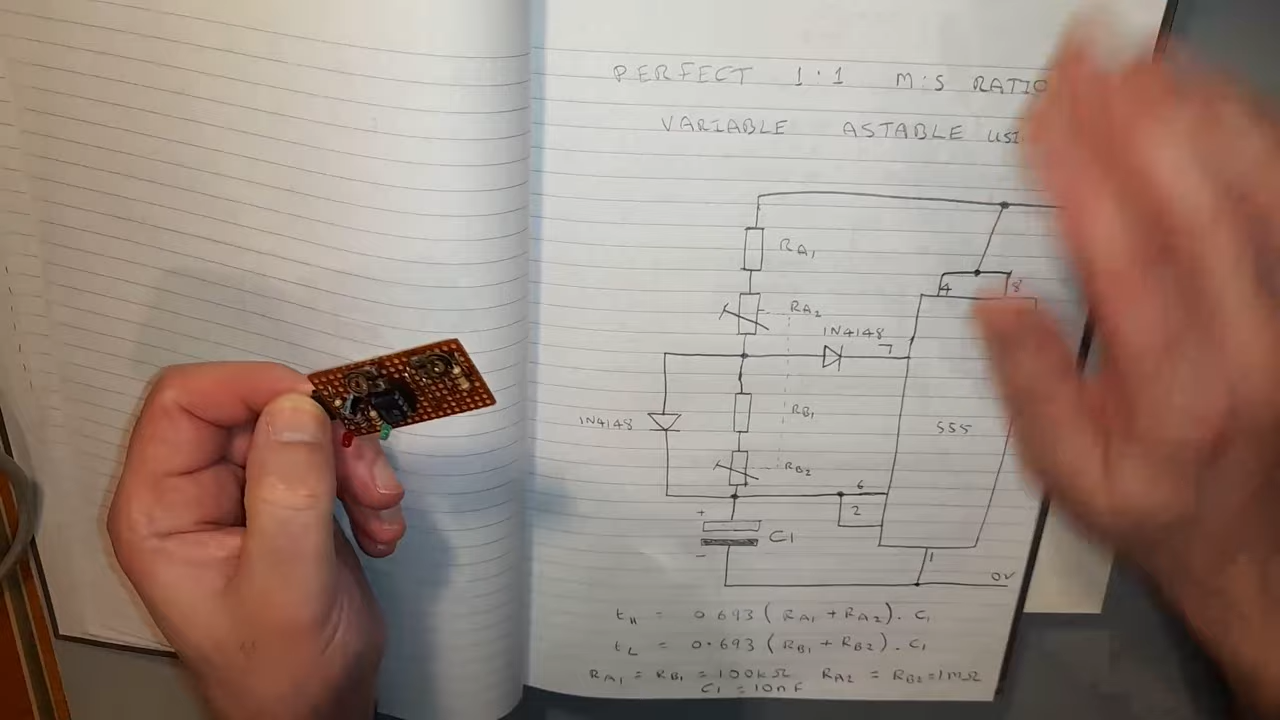 PERFECT 1:1 M:S RATIO
VARIABLE ASTABLE
4 8
RA1
RA2
1N4148
7
1N4148
RB1
555
RB2
6
2
+
C1
-
1
0V
tH = 0.693 (RA1 + RA2). C1
tL = 0.693 (RB1 + RB2). C1
RA1 = RB1 = 100kΩ RA2 = RB2 = 1MΩ
C1 = 10nF